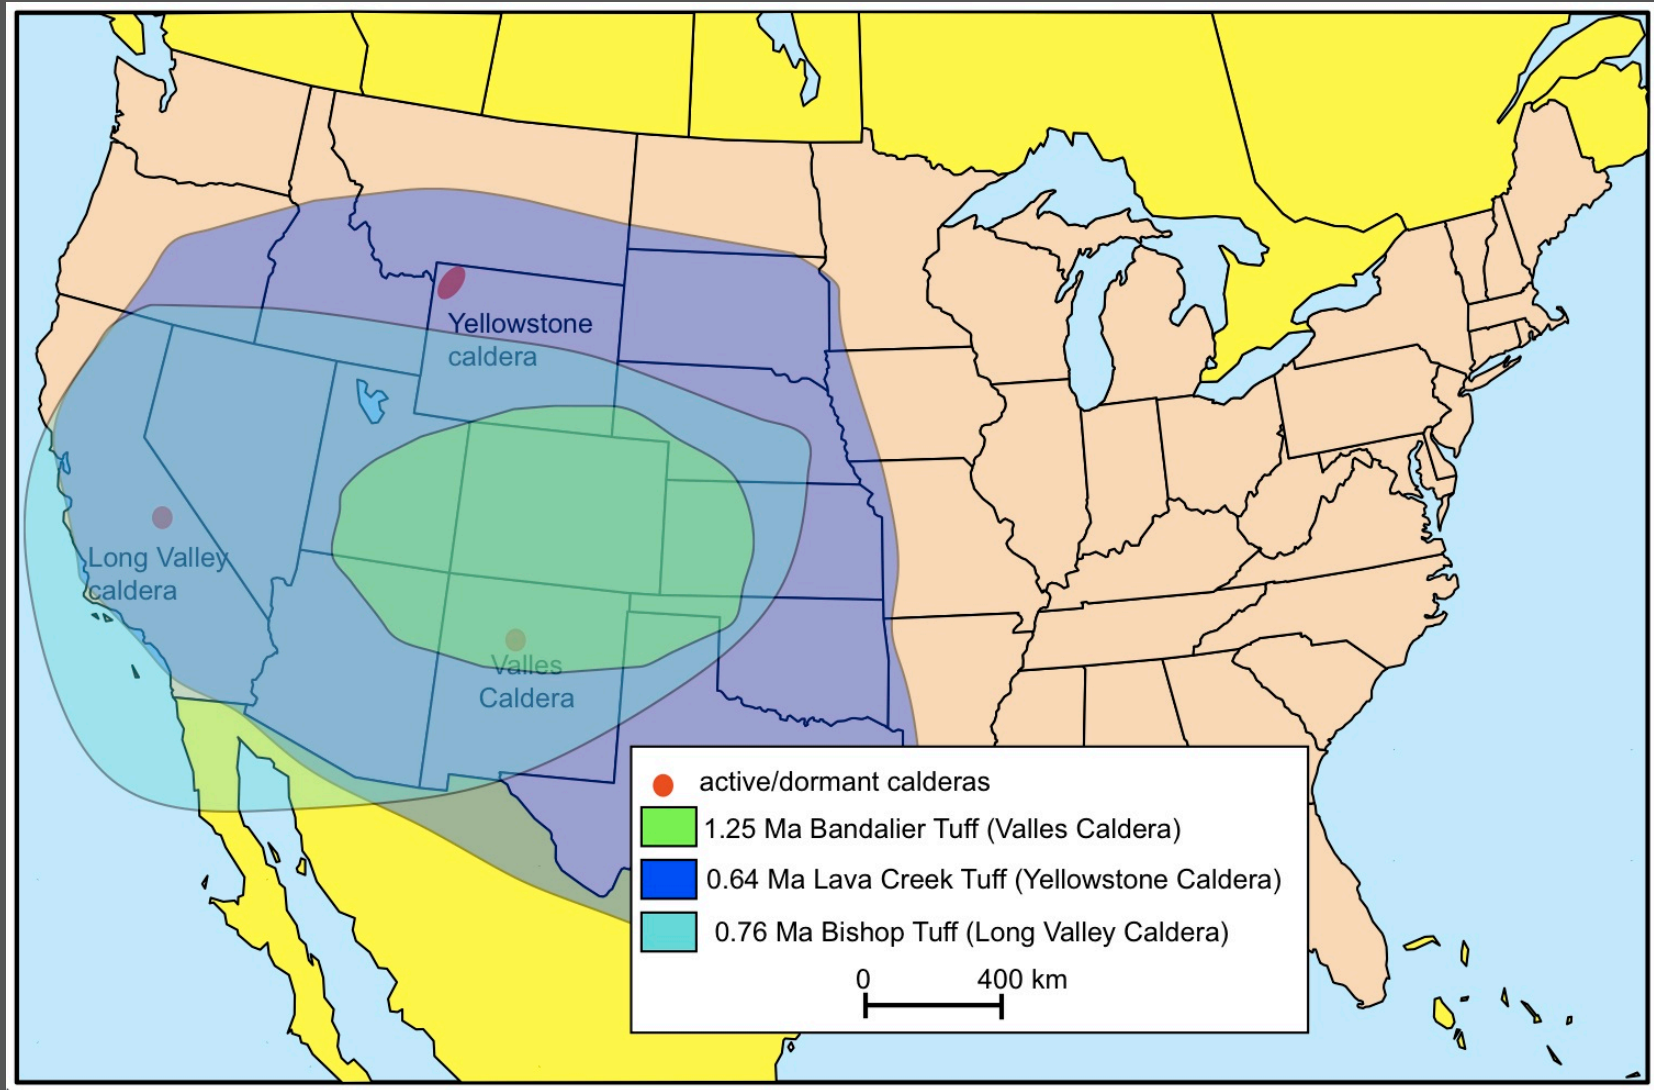 Yellowstone
caldera
Long Valley
caldera
Valles
Caldera
active/dormant calderas
1.25 Ma Bandalier Tuff (Valles Caldera)
0.64 Ma Lava Creek Tuff (Yellowstone Caldera)
0.76 Ma Bishop Tuff (Long Valley Caldera)
0 400 km